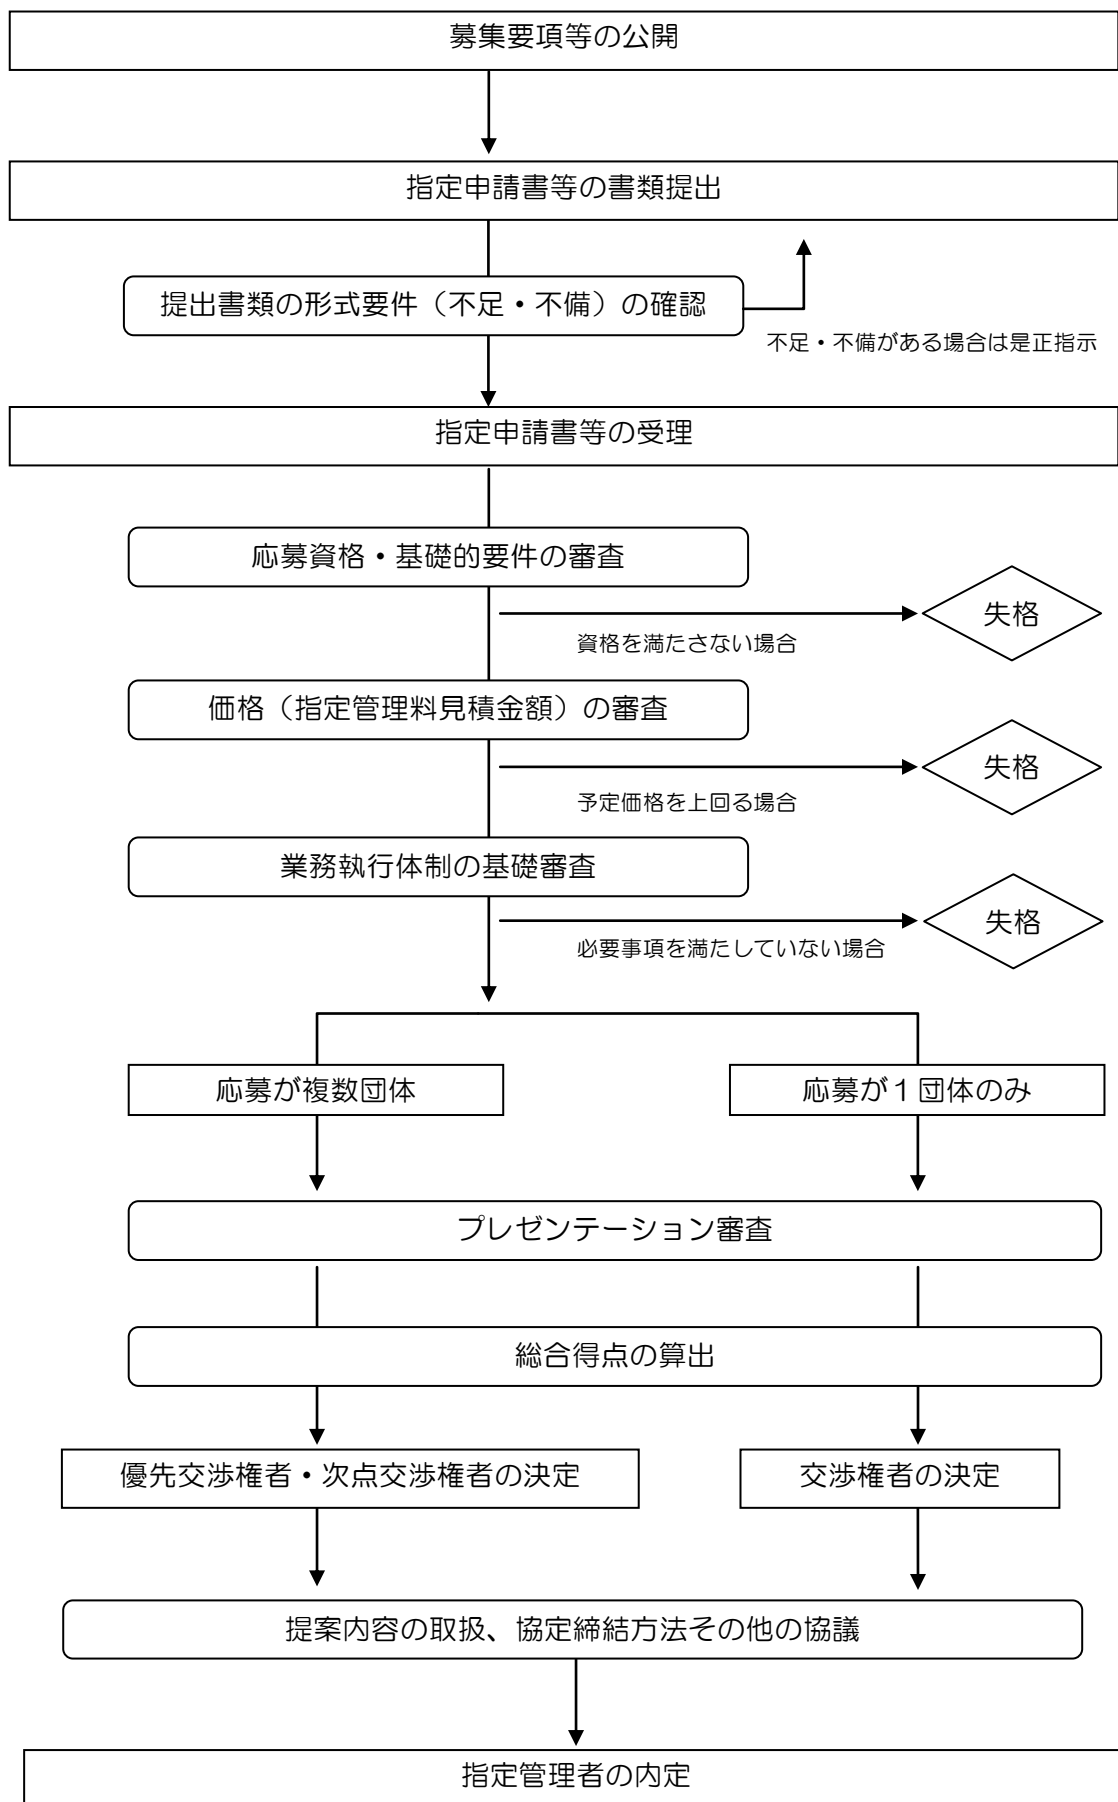 募集要項等の公開
指定申請書等の書類提出
提出書類の形式要件（不足・不備）の確認
不足・不備がある場合は是正指示
指定申請書等の受理
応募資格・基礎的要件の審査
失格
資格を満たさない場合
価格（指定管理料見積金額）の審査
失格
予定価格を上回る場合
業務執行体制の基礎審査
失格
必要事項を満たしていない場合
応募が複数団体
応募が１団体のみ
プレゼンテーション審査
総合得点の算出
優先交渉権者・次点交渉権者の決定
交渉権者の決定
提案内容の取扱、協定締結方法その他の協議
指定管理者の内定